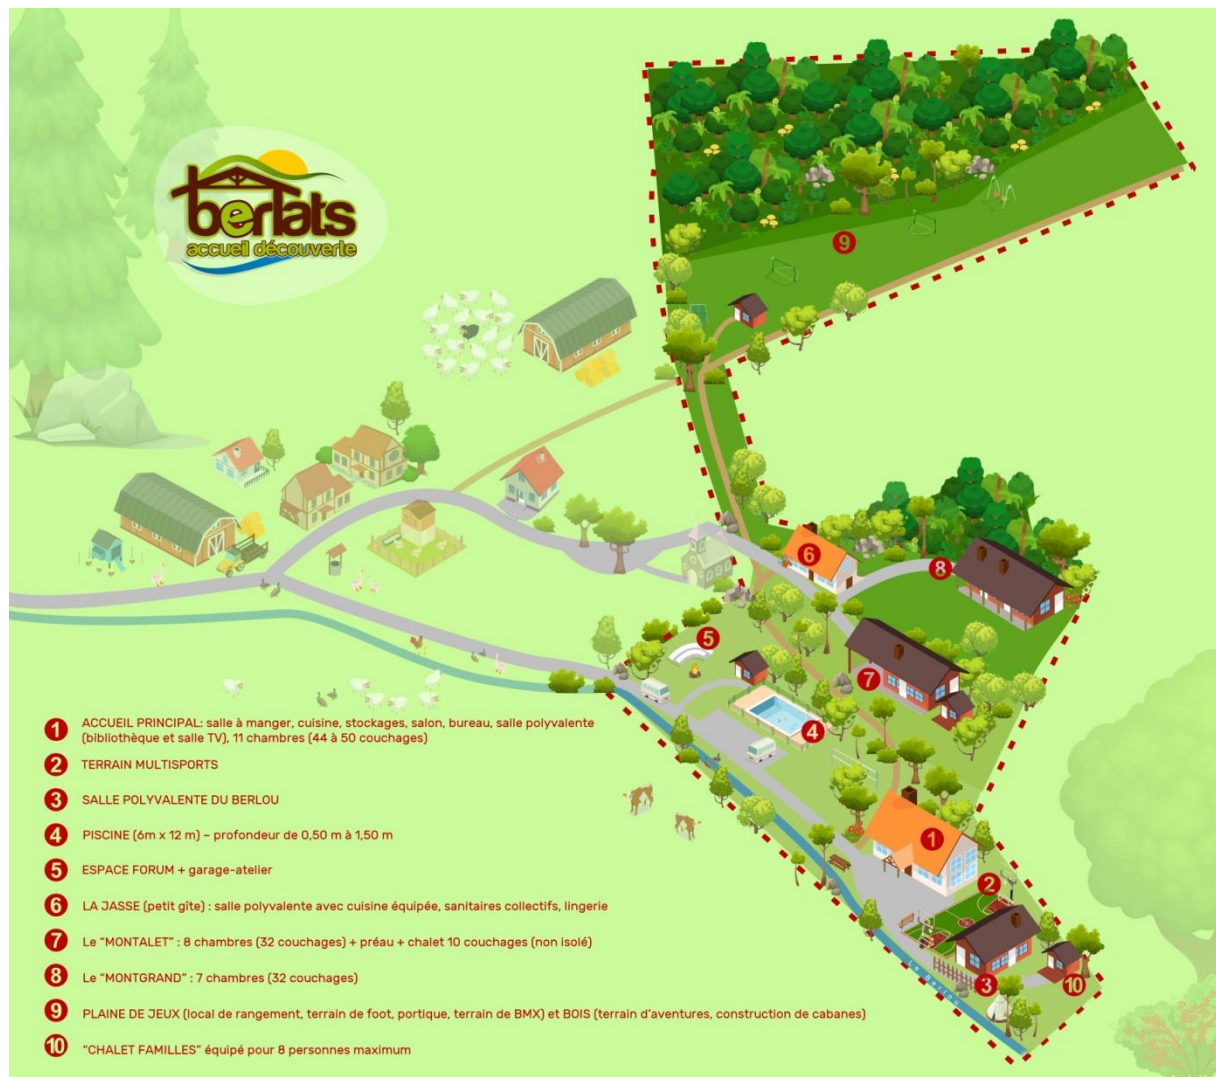 berlats
accueil découverte
9
6
8
5
7
4
1
2
3
10
Le Berlou
1 ACCUEIL PRINCIPAL: salle à manger, cuisine, stockages, salon, bureau, salle polyvalente
(bibliothèque et salle TV), 11 chambres (44 à 50 couchages)
2 TERRAIN MULTISPORTS
3 SALLE POLYVALENTE DU BERLOU
4 PISCINE (6m x 12 m) – profondeur de 0,50 m à 1,50 m
5 ESPACE FORUM + garage-atelier
6 LA JASSE (petit gîte) : salle polyvalente avec cuisine équipée, sanitaires collectifs, lingerie
7 Le "MONTALET" : 8 chambres (32 couchages) + préau + chalet 10 couchages (non isolé)
8 Le "MONTGRAND" : 7 chambres (32 couchages)
9 PLAINE DE JEUX (local de rangement, terrain de foot, portique, terrain de BMX) et BOIS (terrain d'aventures, construction de cabanes)
10 "CHALET FAMILLES" équipé pour 8 personnes maximum